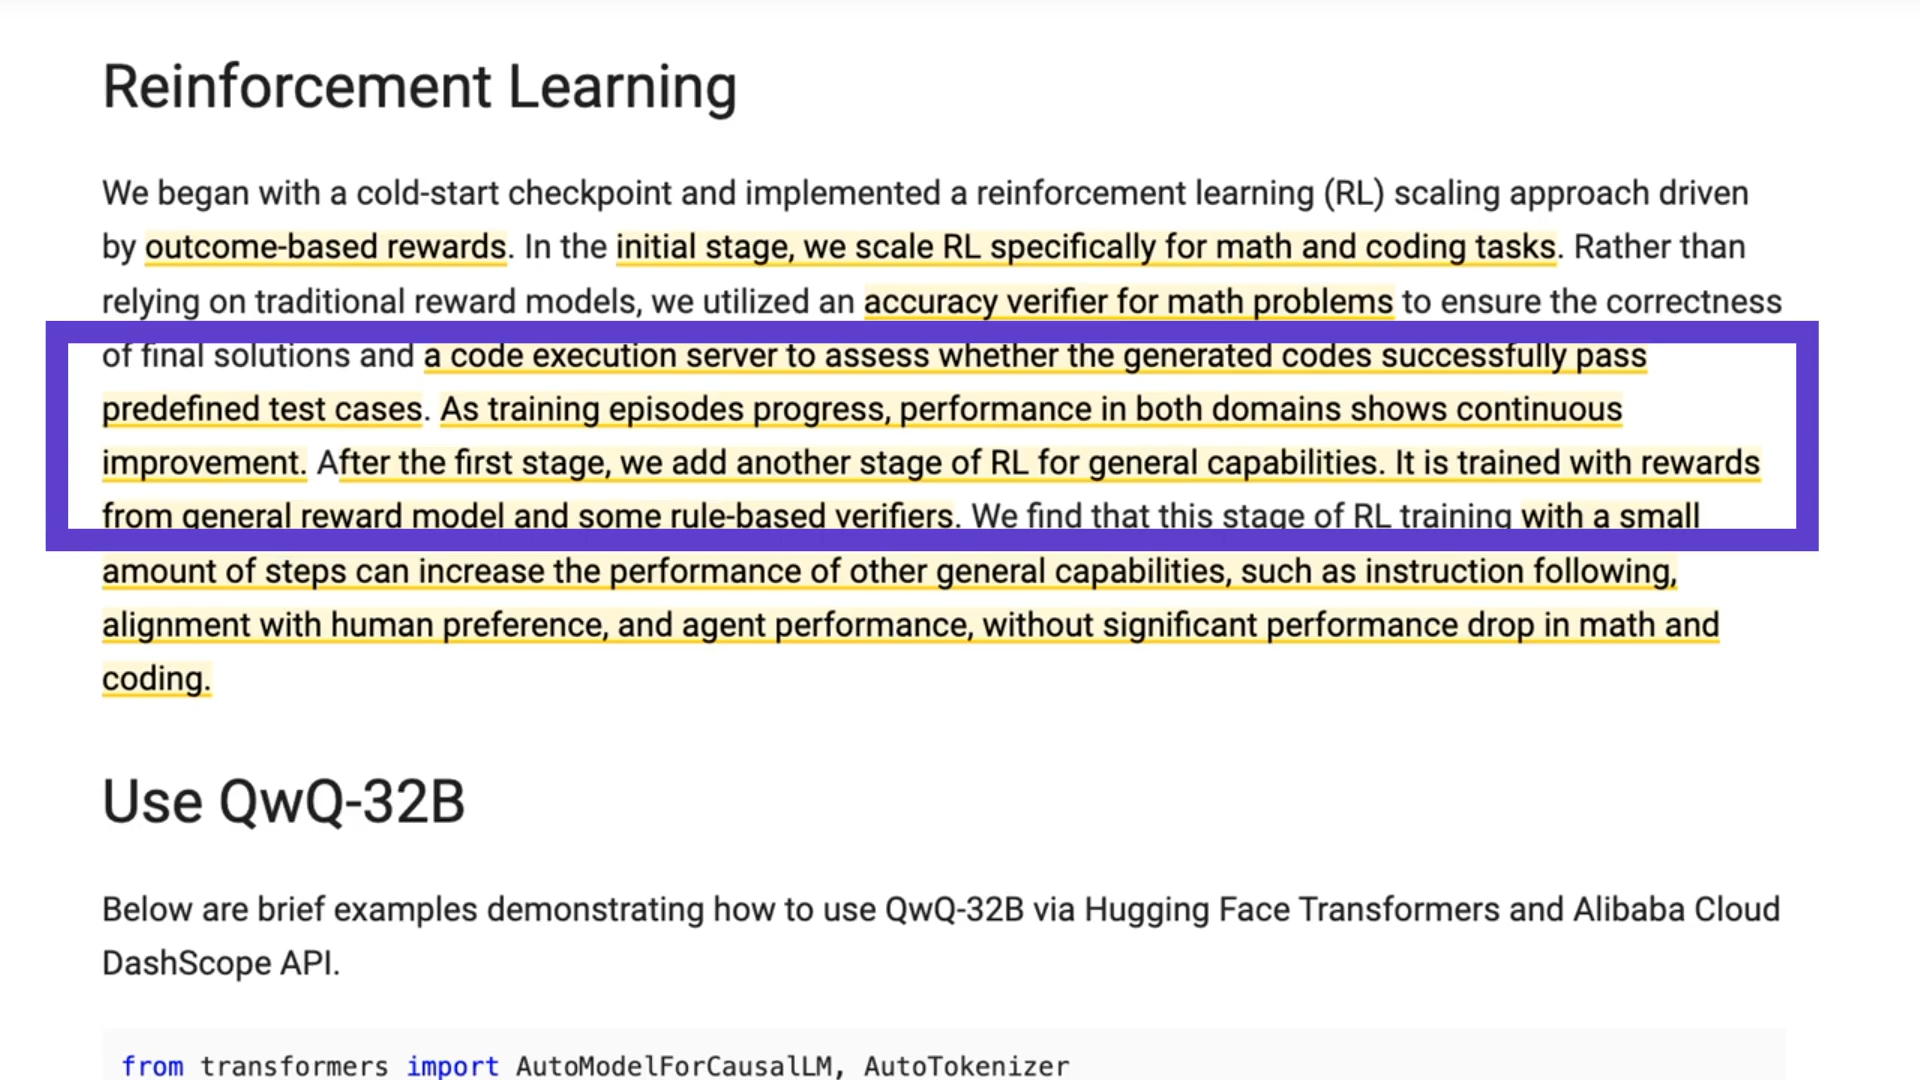 Reinforcement Learning
We began with a cold-start checkpoint and implemented a reinforcement learning (RL) scaling approach driven
by outcome-based rewards. In the initial stage, we scale RL specifically for math and coding tasks. Rather than
relying on traditional reward models, we utilized an accuracy verifier for math problems to ensure the correctness
of final solutions and a code execution server to assess whether the generated codes successfully pass
predefined test cases. As training episodes progress, performance in both domains shows continuous
improvement. After the first stage, we add another stage of RL for general capabilities. It is trained with rewards
from general reward model and some rule-based verifiers. We find that this stage of RL training with a small
amount of steps can increase the performance of other general capabilities, such as instruction following,
alignment with human preference, and agent performance, without significant performance drop in math and
coding.
Use QwQ-32B
Below are brief examples demonstrating how to use QwQ-32B via Hugging Face Transformers and Alibaba Cloud
DashScope API.
from transformers import AutoModelForCausalLM, AutoTokenizer